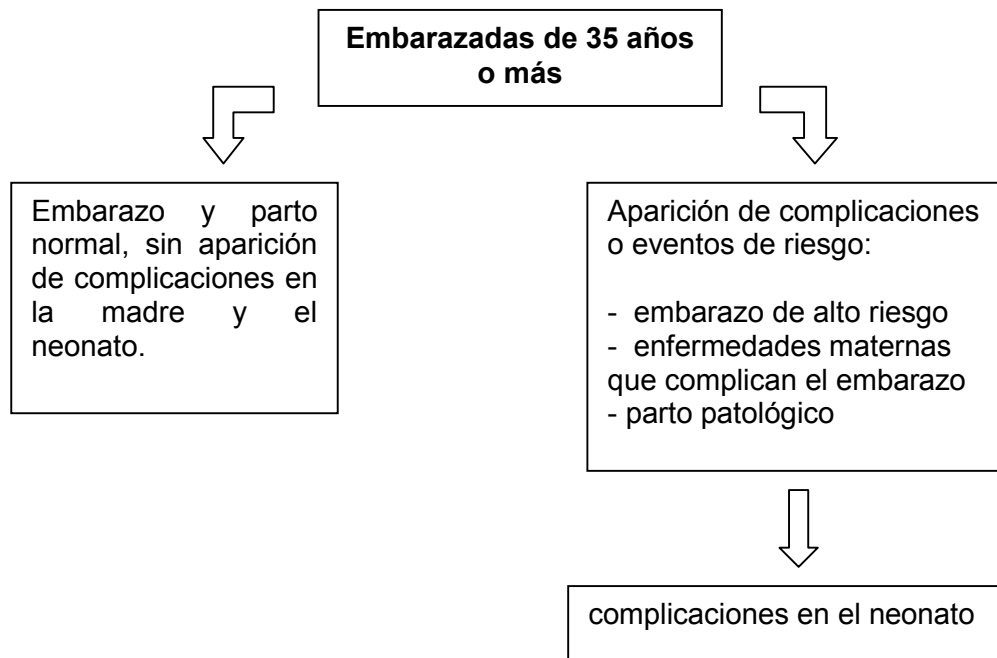 Embarazadas de 35 años
o más
Embarazo y parto
normal, sin aparición
de complicaciones en
la madre y el
neonato.
Aparición de complicaciones
o eventos de riesgo:
- embarazo de alto riesgo
- enfermedades maternas
que complican el embarazo
- parto patológico
complicaciones en el neonato